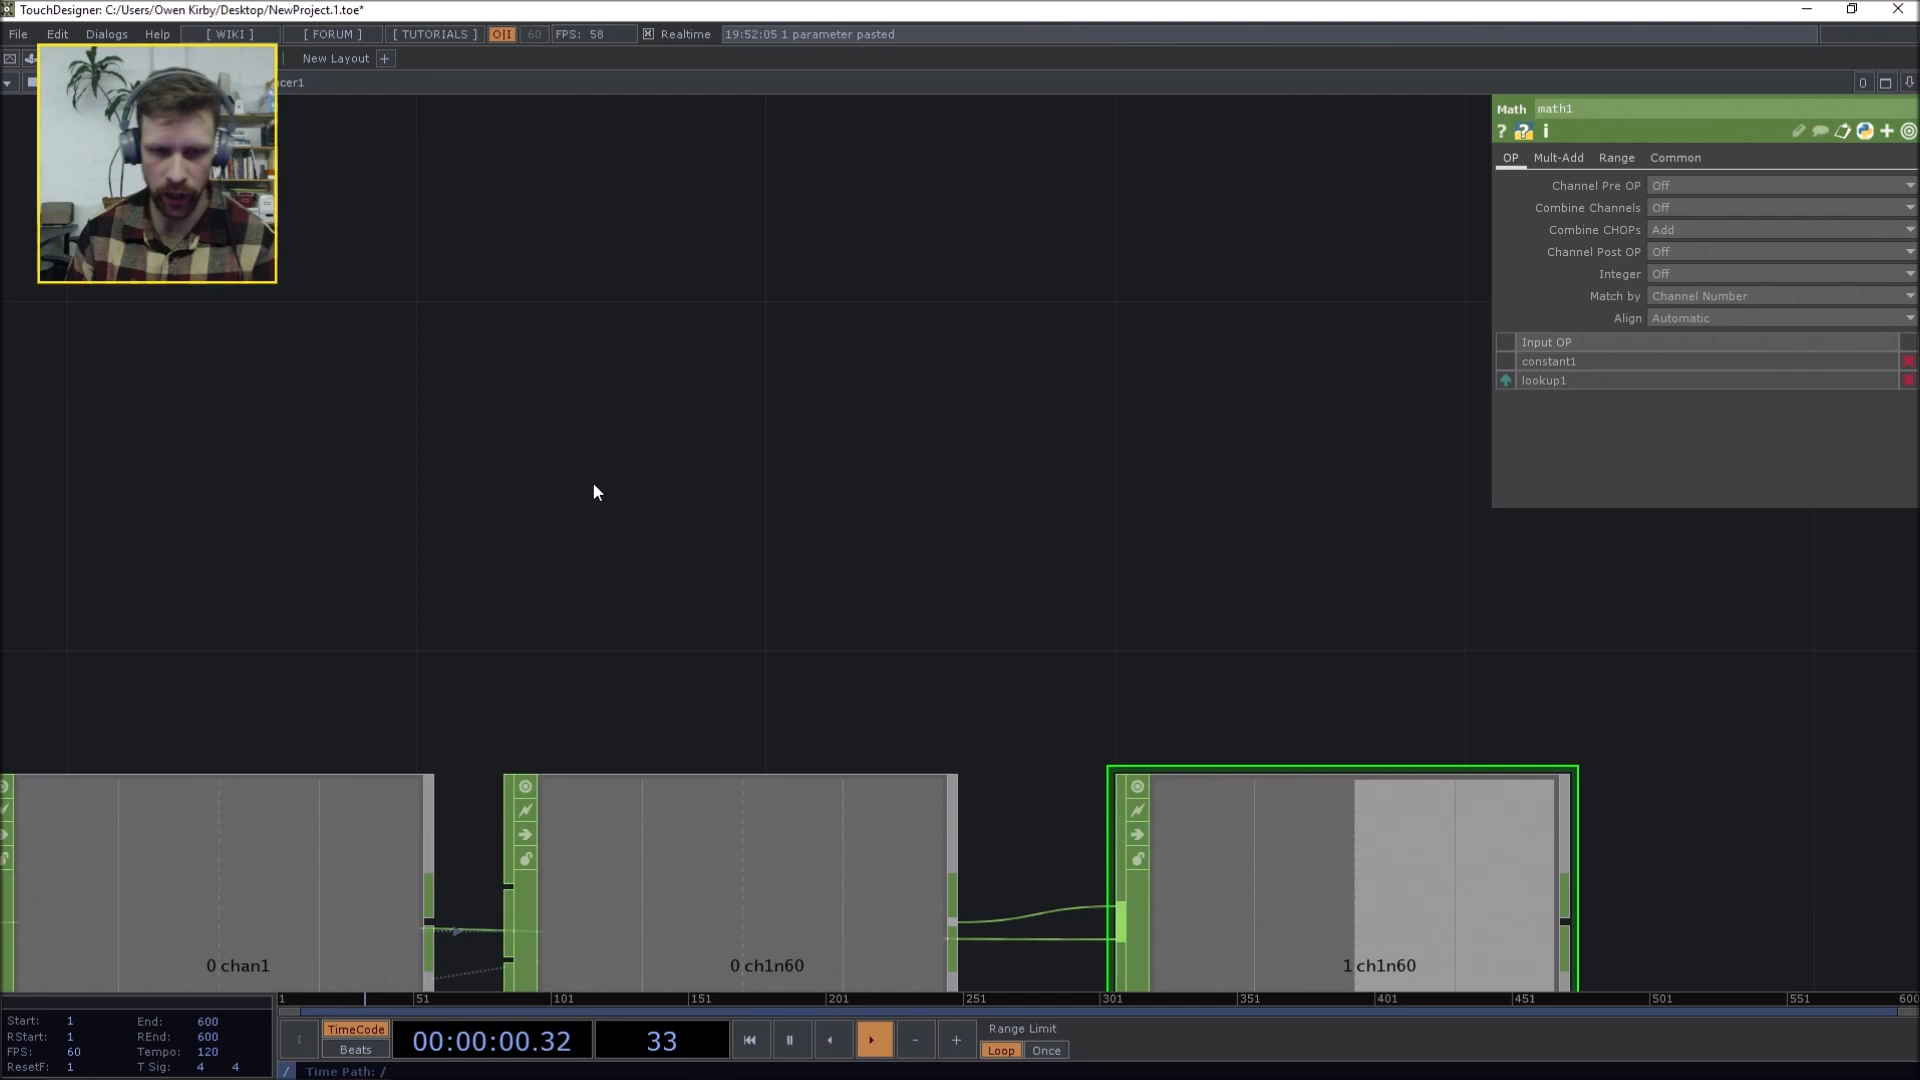 TouchDesigner: C:/Users/Owen Kirby/Desktop/NewProject.1.toe*
File Edit Dialogs Help [ WIKI ] [ FORUM ] [ TUTORIALS ] O|I 60 FPS: 58 Realtime 19:52:05 1 parameter pasted
New Layout +
cer1 0
Math math1
? ? i
OP Mult-Add Range Common
Channel Pre OP Off
Combine Channels Off
Combine CHOPs Add
Channel Post OP Off
Integer Off
Match by Channel Number
Align Automatic
Input OP
constant1
lookup1
0 chan1
0 ch1n60
1 ch1n60
1 51 101 151 201 251 301 351 401 451 501 551 600
Start: 1 End: 600
RStart: 1 REnd: 600
FPS: 60 Tempo: 120
ResetF: 1 T Sig: 4 4
TimeCode
Beats
00:00:00.32
33
- +
Range Limit
Loop Once
/ Time Path: /